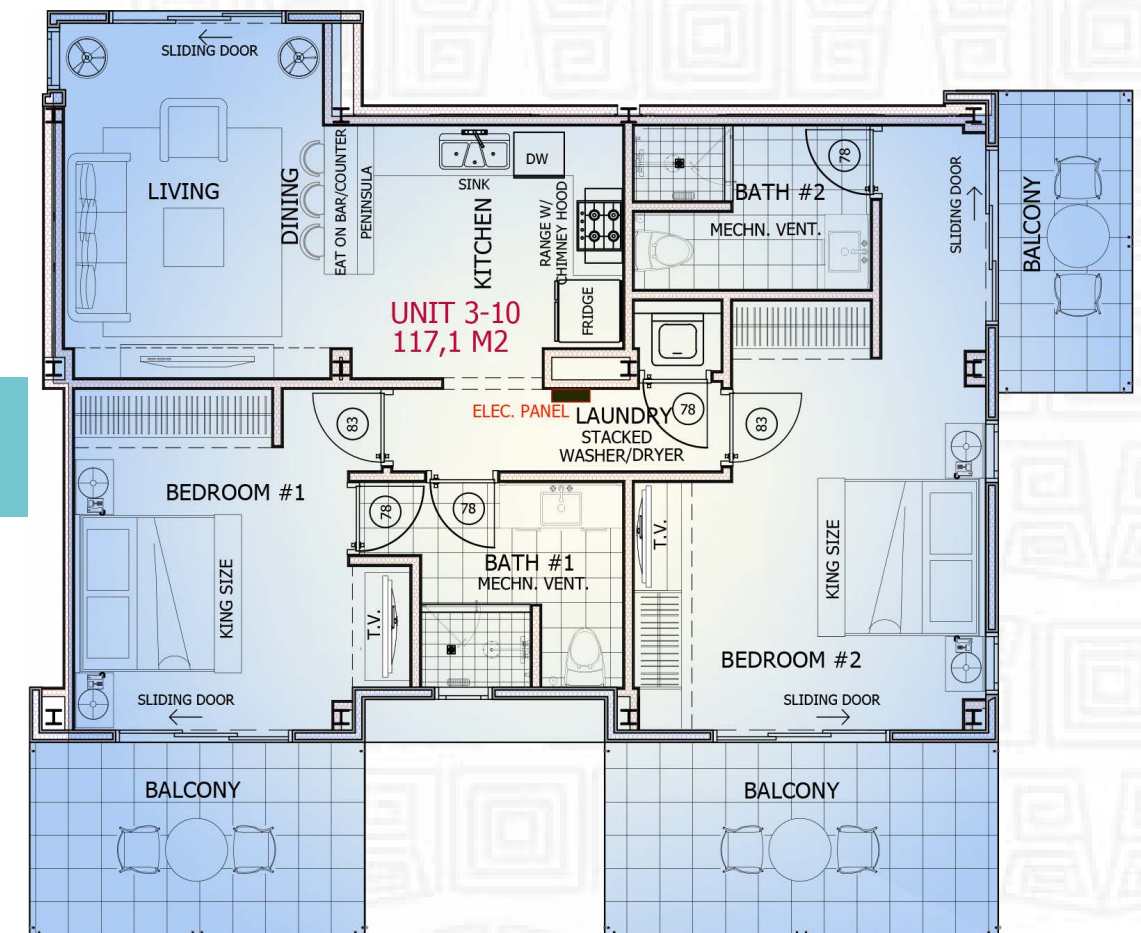 SLIDING DOOR
LIVING
DINING
EAT ON BAR/COUNTER
PENINSULA
SINK
DW
KITCHEN
RANGE W/
CHIMNEY HOOD
FRIDGE
UNIT 3-10
117,1 M2
BATH #2
MECHN. VENT.
78
SLIDING DOOR
BALCONY
ELEC. PANEL
LAUNDRY
STACKED
WASHER/DRYER
78
83
83
BEDROOM #1
KING SIZE
T.V.
SLIDING DOOR
78
78
BATH #1
MECHN. VENT.
T.V.
KING SIZE
BEDROOM #2
SLIDING DOOR
BALCONY
BALCONY